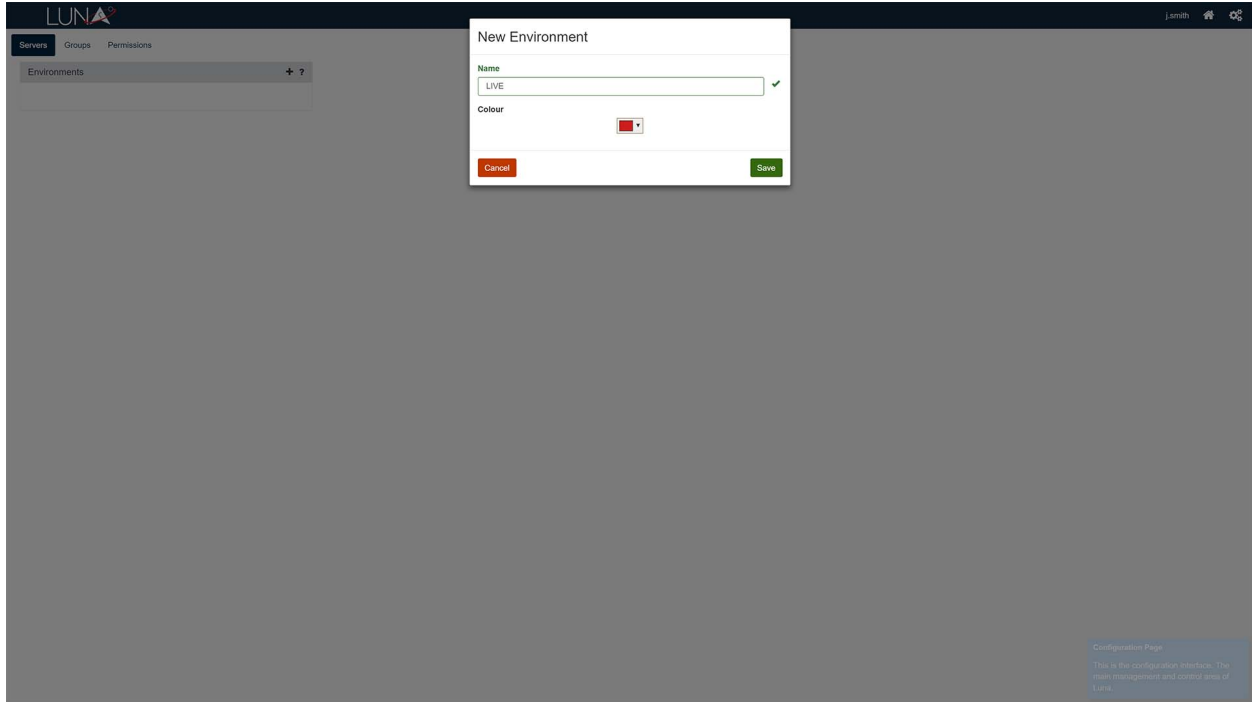 LUNA
j.smith
Servers Groups Permissions
Environments + ?
New Environment
Name
LIVE
Colour
Cancel Save
Configuration Page
This is the configuration interface. The
main management and control area of
Luna.